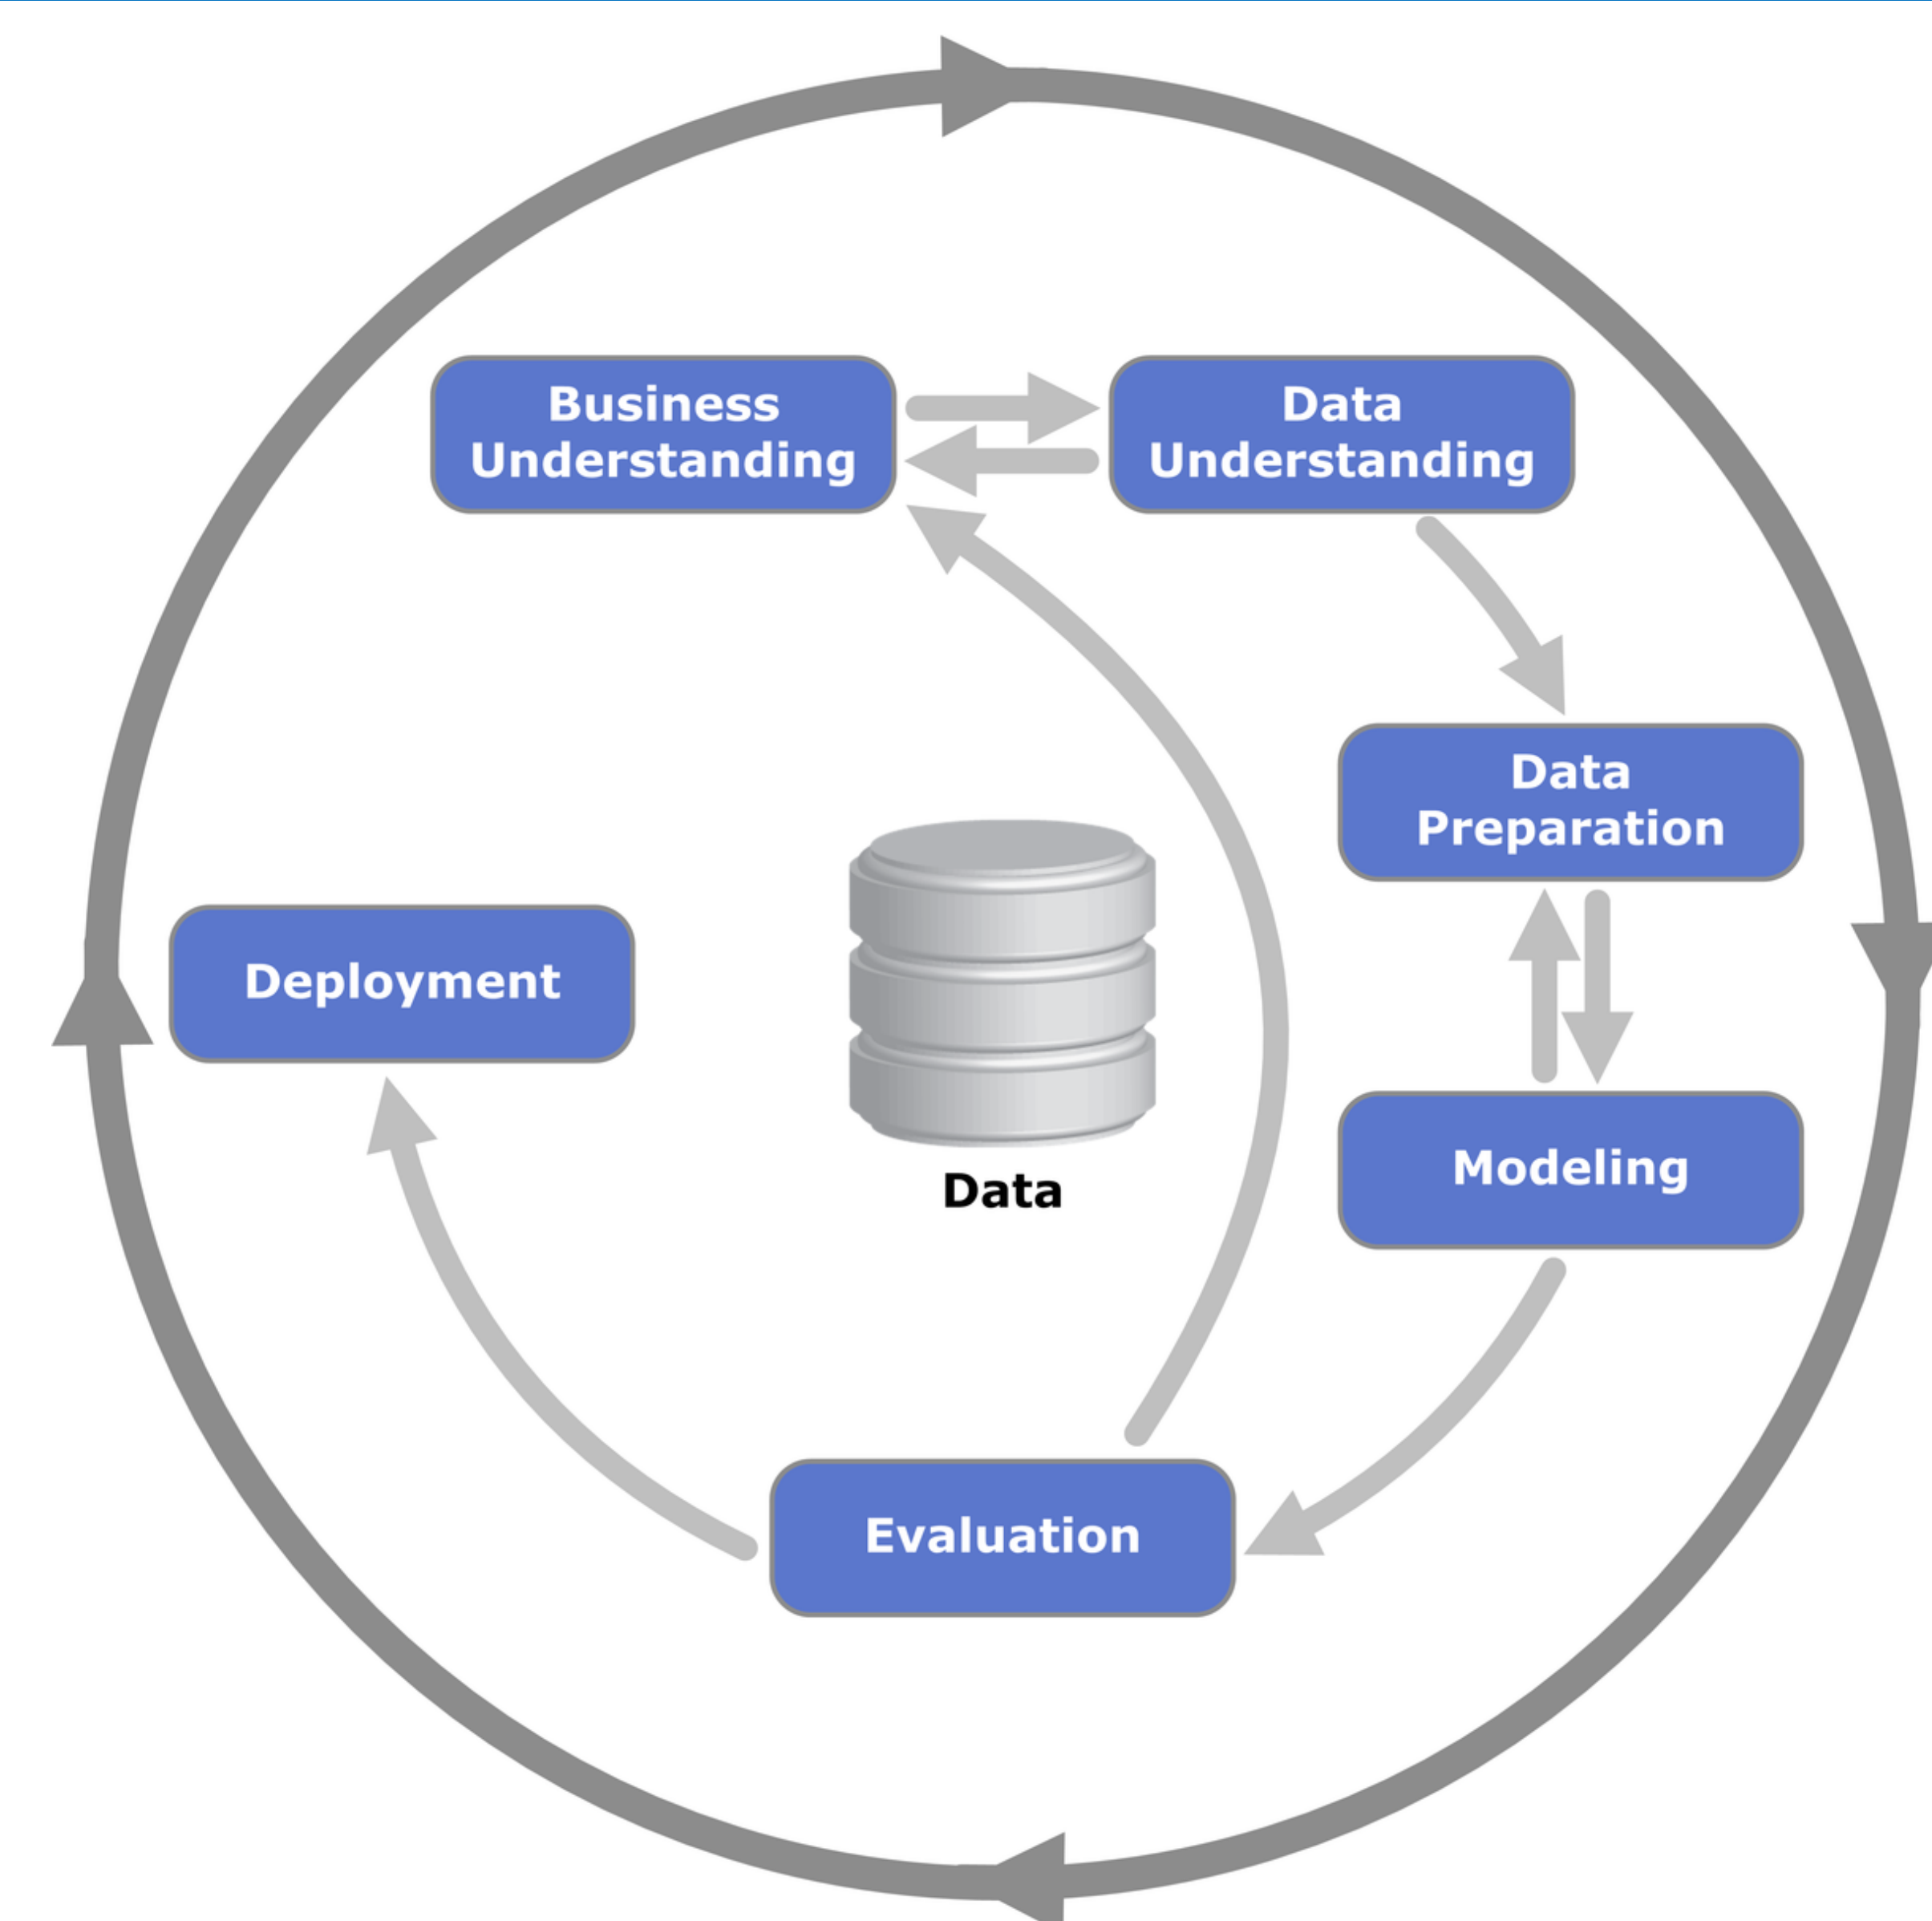 Business
Understanding
Data
Understanding
Data
Preparation
Deployment
Modeling
Data
Evaluation